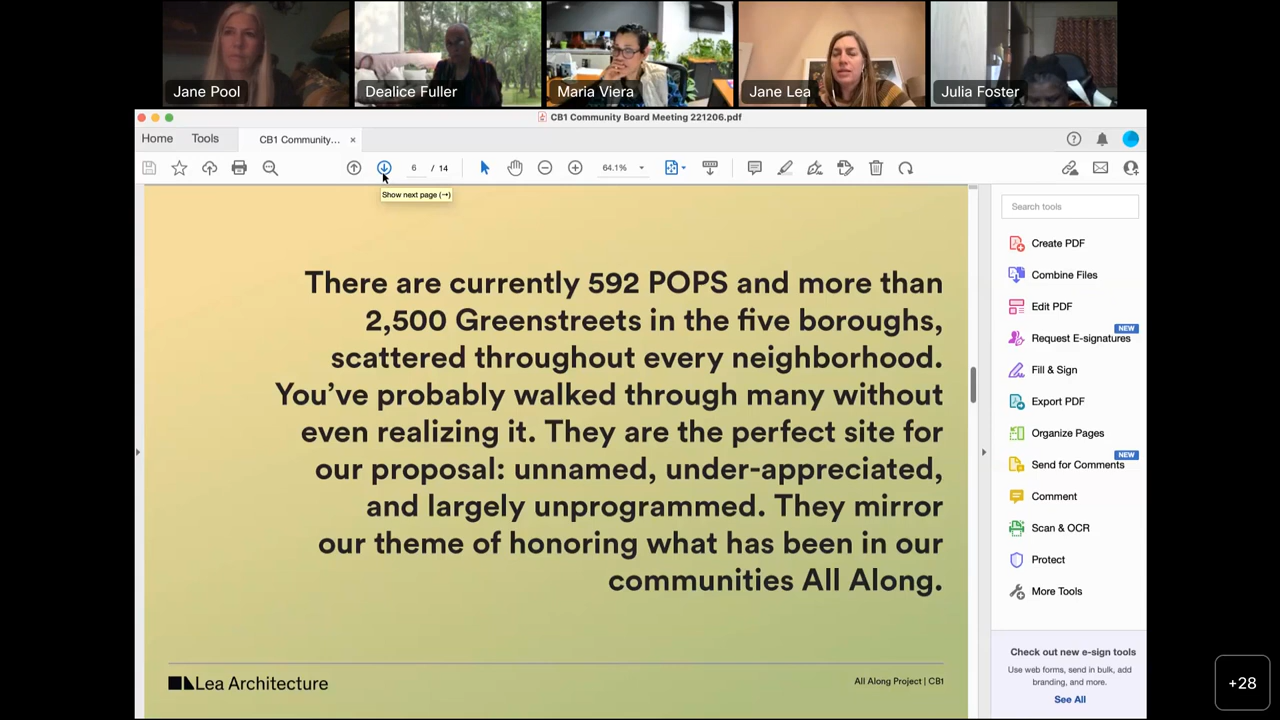 Jane Pool
Dealice Fuller
Maria Viera
Jane Lea
Julia Foster
CB1 Community Board Meeting 221206.pdf
Home
Tools
CB1 Community... ×
6 / 14
64.1%
Show next page (→)
There are currently 592 POPS and more than
2,500 Greenstreets in the five boroughs,
scattered throughout every neighborhood.
You’ve probably walked through many without
even realizing it. They are the perfect site for
our proposal: unnamed, under-appreciated,
and largely unprogrammed. They mirror
our theme of honoring what has been in our
communities All Along.
Lea Architecture
All Along Project | CB1
Search tools
Create PDF
Combine Files
Edit PDF
NEW
Request E-signatures
Fill & Sign
Export PDF
Organize Pages
NEW
Send for Comments
Comment
Scan & OCR
Protect
More Tools
Check out new e-sign tools
Use web forms, send in bulk, add
branding, and more.
See All
+28